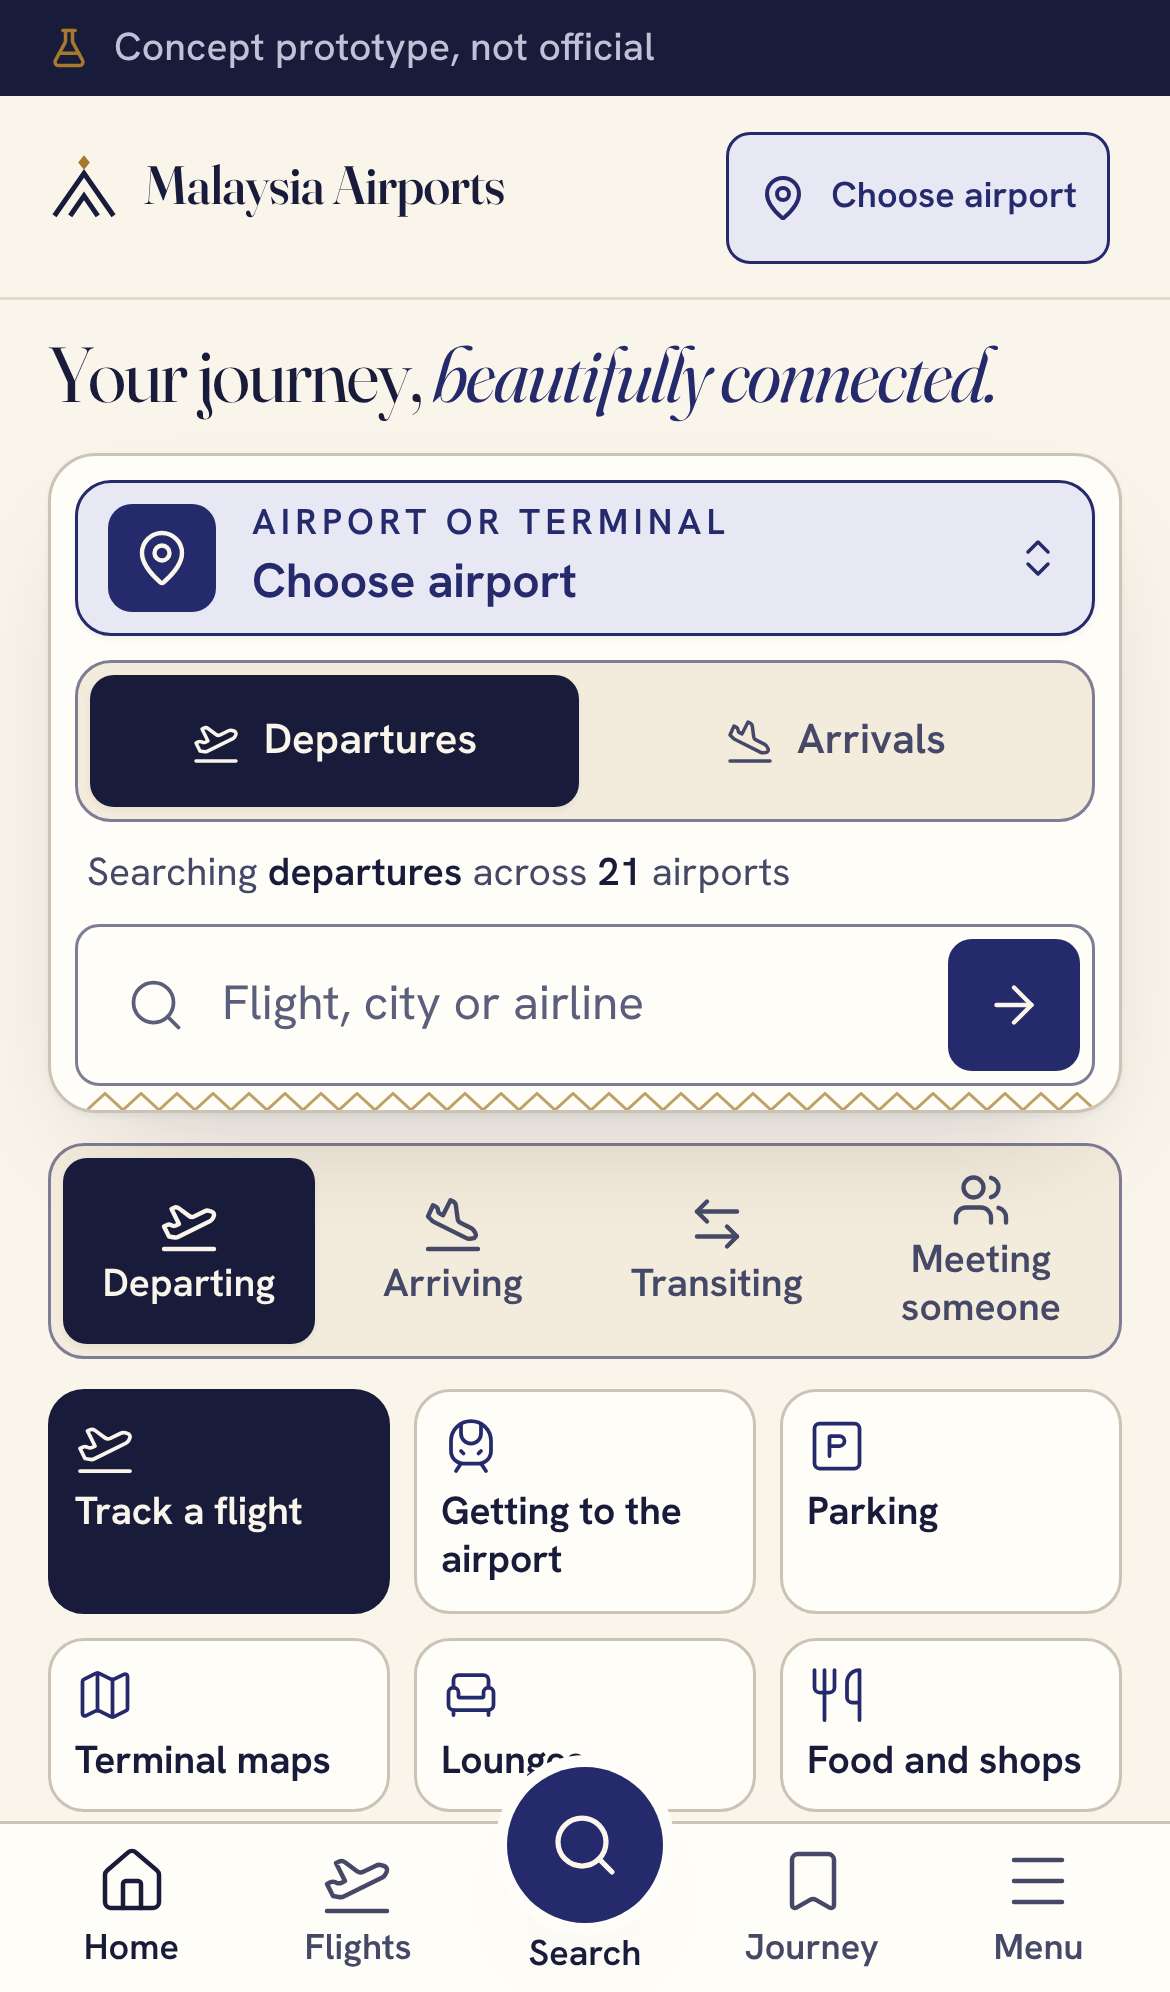 Concept prototype, not official
Malaysia Airports
Choose airport
Your journey, beautifully connected.
AIRPORT OR TERMINAL
Choose airport
Departures
Arrivals
Searching departures across 21 airports
Flight, city or airline
Departing
Arriving
Transiting
Meeting
someone
Track a flight
Getting to the
airport
P
Parking
Terminal maps
Food and shops
Home
Flights
Search
Journey
Menu